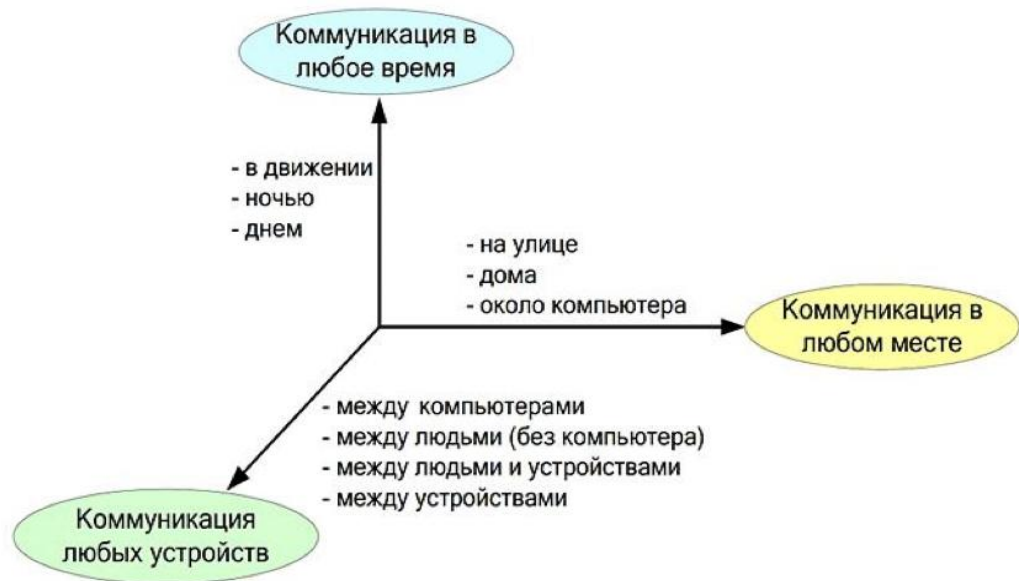 Коммуникация в
любое время
- в движении
- ночью
- днем
- на улице
- дома
- около компьютера
Коммуникация в
любом месте
- между компьютерами
- между людьми (без компьютера)
- между людьми и устройствами
- между устройствами
Коммуникация
любых устройств